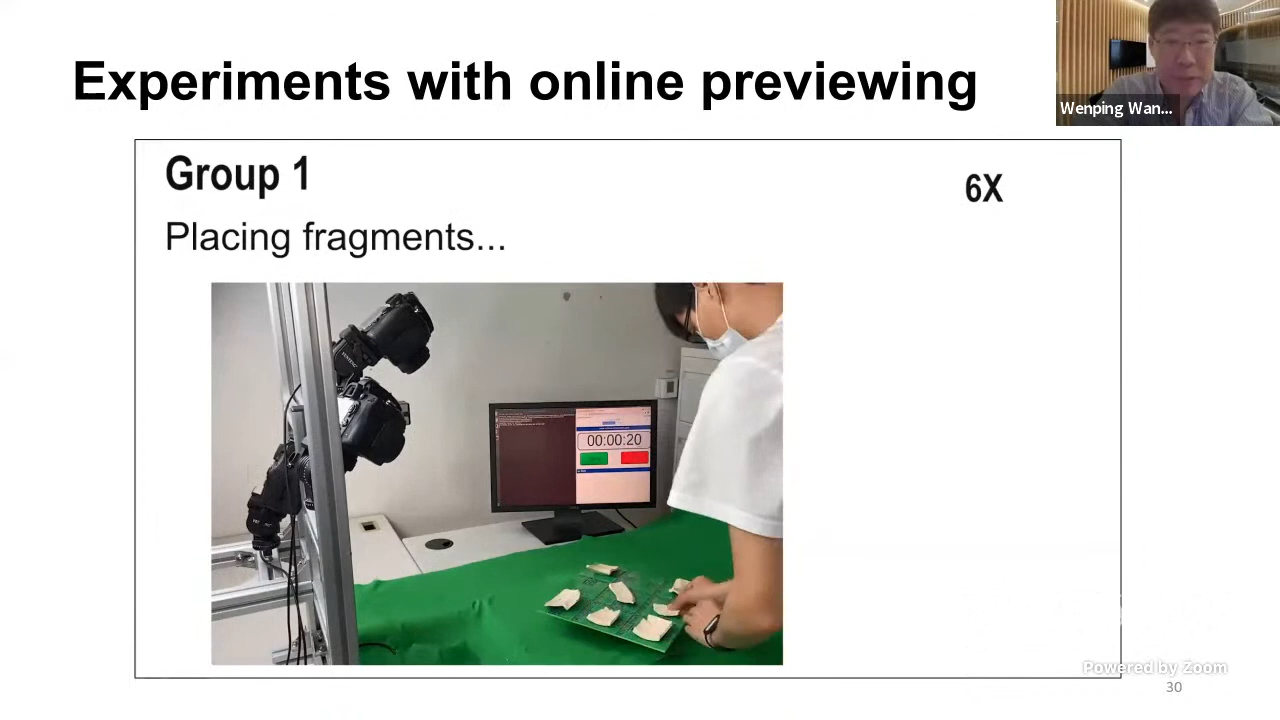 Experiments with online previewing
Wenping Wan...
Group 1
6X
Placing fragments...
00:00:20
Powered by Zoom
30